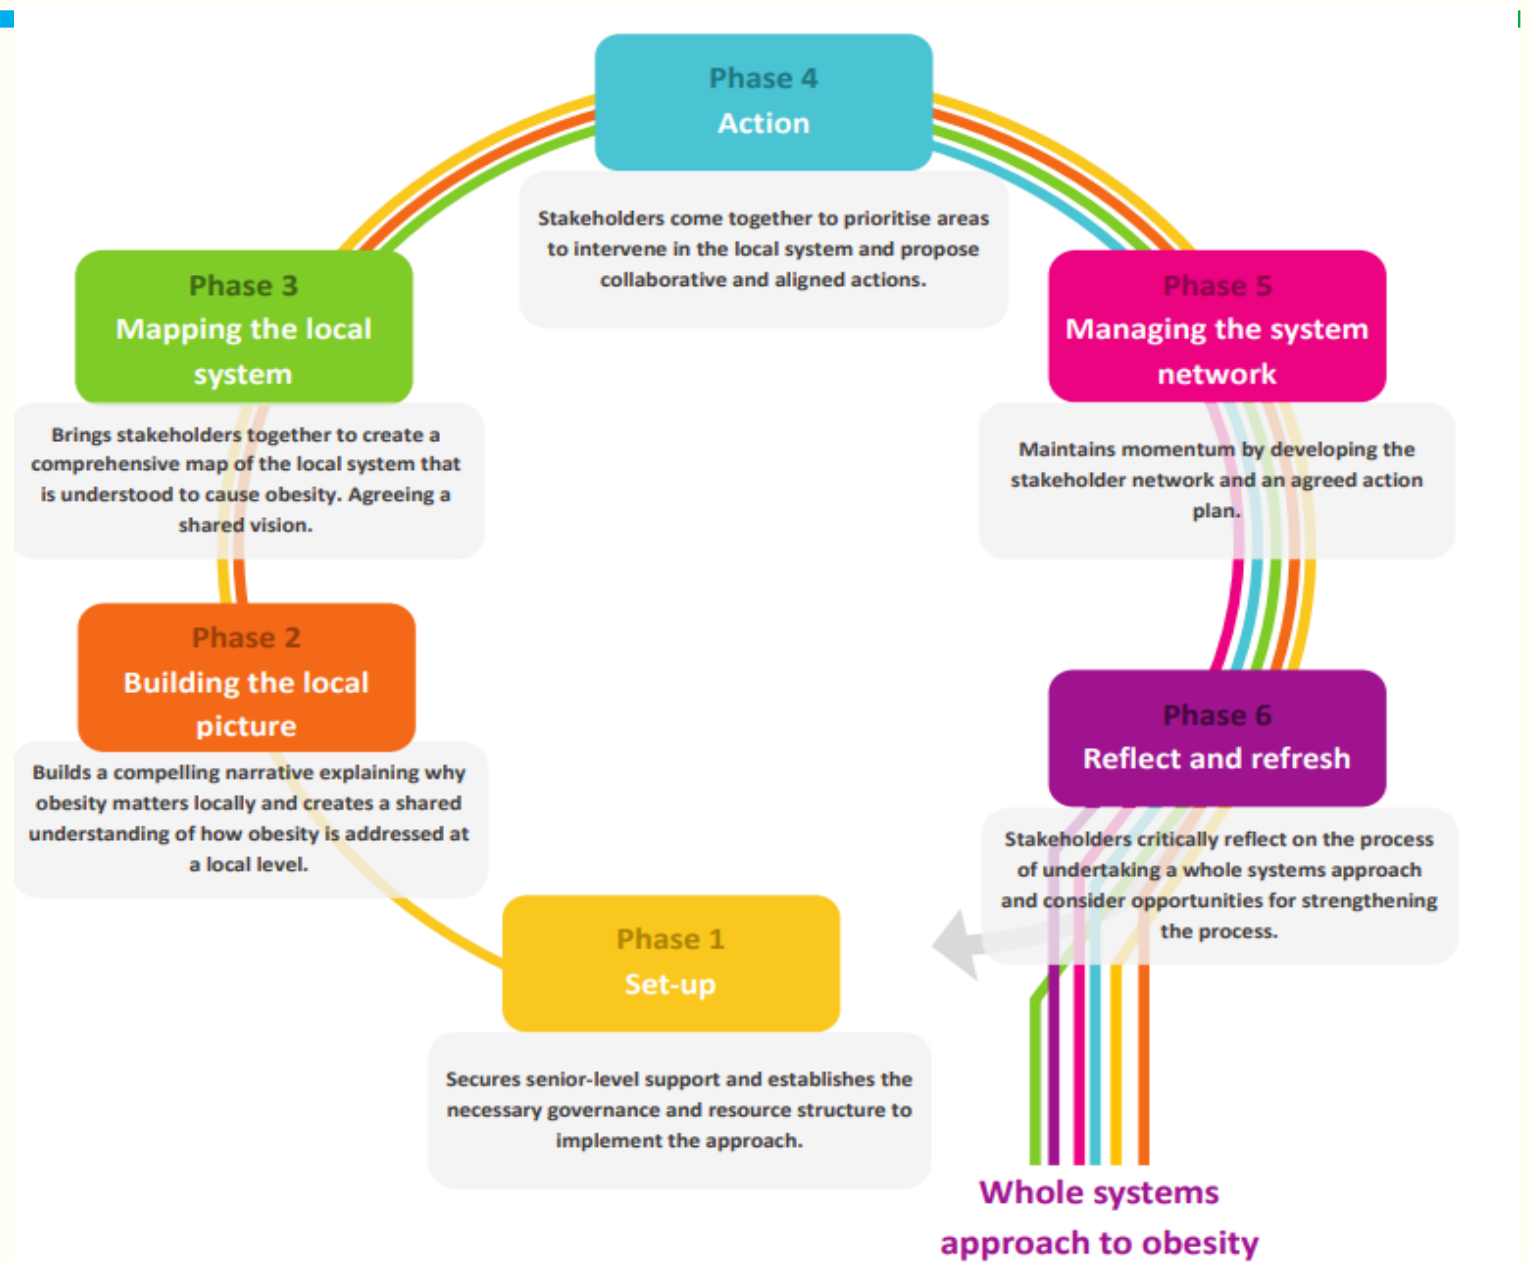 Phase 4
Action
Stakeholders come together to prioritise areas
to intervene in the local system and propose
collaborative and aligned actions.
Phase 3
Mapping the local
system
Brings stakeholders together to create a
comprehensive map of the local system that
is understood to cause obesity. Agreeing a
shared vision.
Phase 5
Managing the system
network
Maintains momentum by developing the
stakeholder network and an agreed action
plan.
Phase 2
Building the local
picture
Builds a compelling narrative explaining why
obesity matters locally and creates a shared
understanding of how obesity is addressed at
a local level.
Phase 6
Reflect and refresh
Stakeholders critically reflect on the process
of undertaking a whole systems approach
and consider opportunities for strengthening
the process.
Phase 1
Set-up
Secures senior-level support and establishes the
necessary governance and resource structure to
implement the approach.
Whole systems
approach to obesity